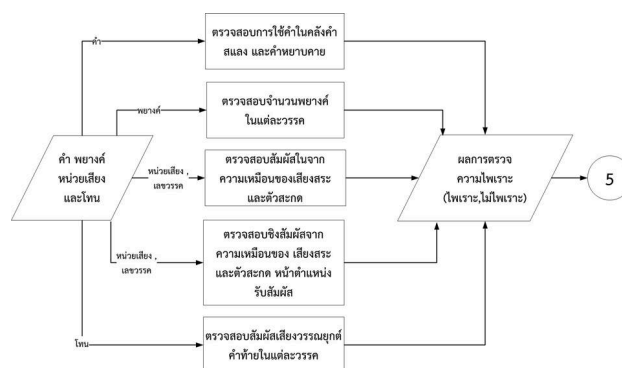 คำ
ตรวจสอบการใช้คำในคลังคำ
สแลง และคำหยาบคาย
พยางค์
ตรวจสอบจำนวนพยางค์
ในแต่ละวรรค
คำ พยางค์
หน่วยเสียง
และโทน
หน่วยเสียง ,
เลขวรรค
ตรวจสอบสัมผัสในจาก
ความเหมือนของเสียงสระ
และตัวสะกด
ผลการตรวจ
ความไพเราะ
(ไพเราะ,ไม่ไพเราะ)
5
หน่วยเสียง ,
เลขวรรค
ตรวจสอบชิงสัมผัสจาก
ความเหมือนของ เสียงสระ
และตัวสะกด หน้าตำแหน่ง
รับสัมผัส
โทน
ตรวจสอบสัมผัสเสียงวรรณยุกต์
คำท้ายในแต่ละวรรค